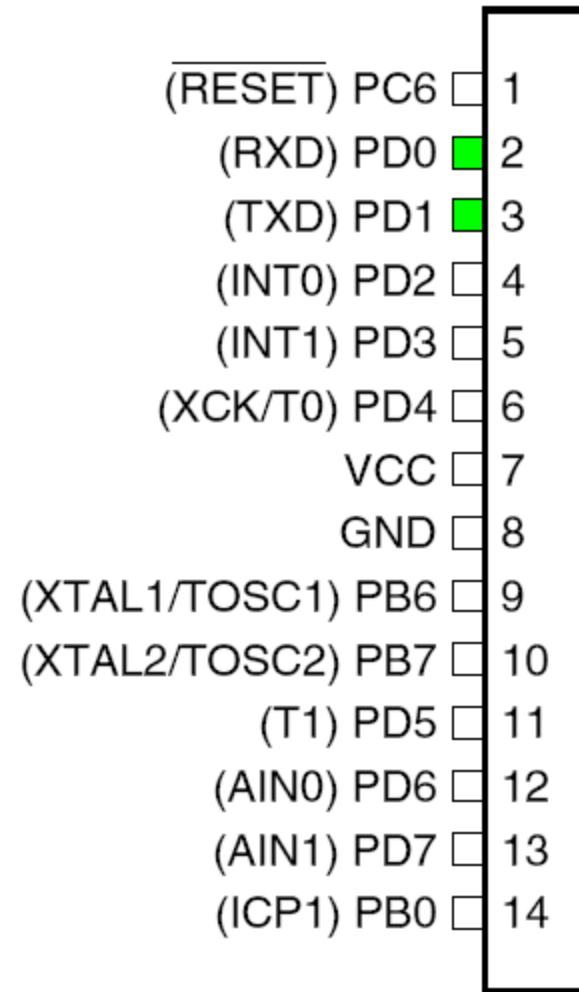 (RESET) PC6 1
(RXD) PD0 2
(TXD) PD1 3
(INT0) PD2 4
(INT1) PD3 5
(XCK/T0) PD4 6
VCC 7
GND 8
(XTAL1/TOSC1) PB6 9
(XTAL2/TOSC2) PB7 10
(T1) PD5 11
(AIN0) PD6 12
(AIN1) PD7 13
(ICP1) PB0 14